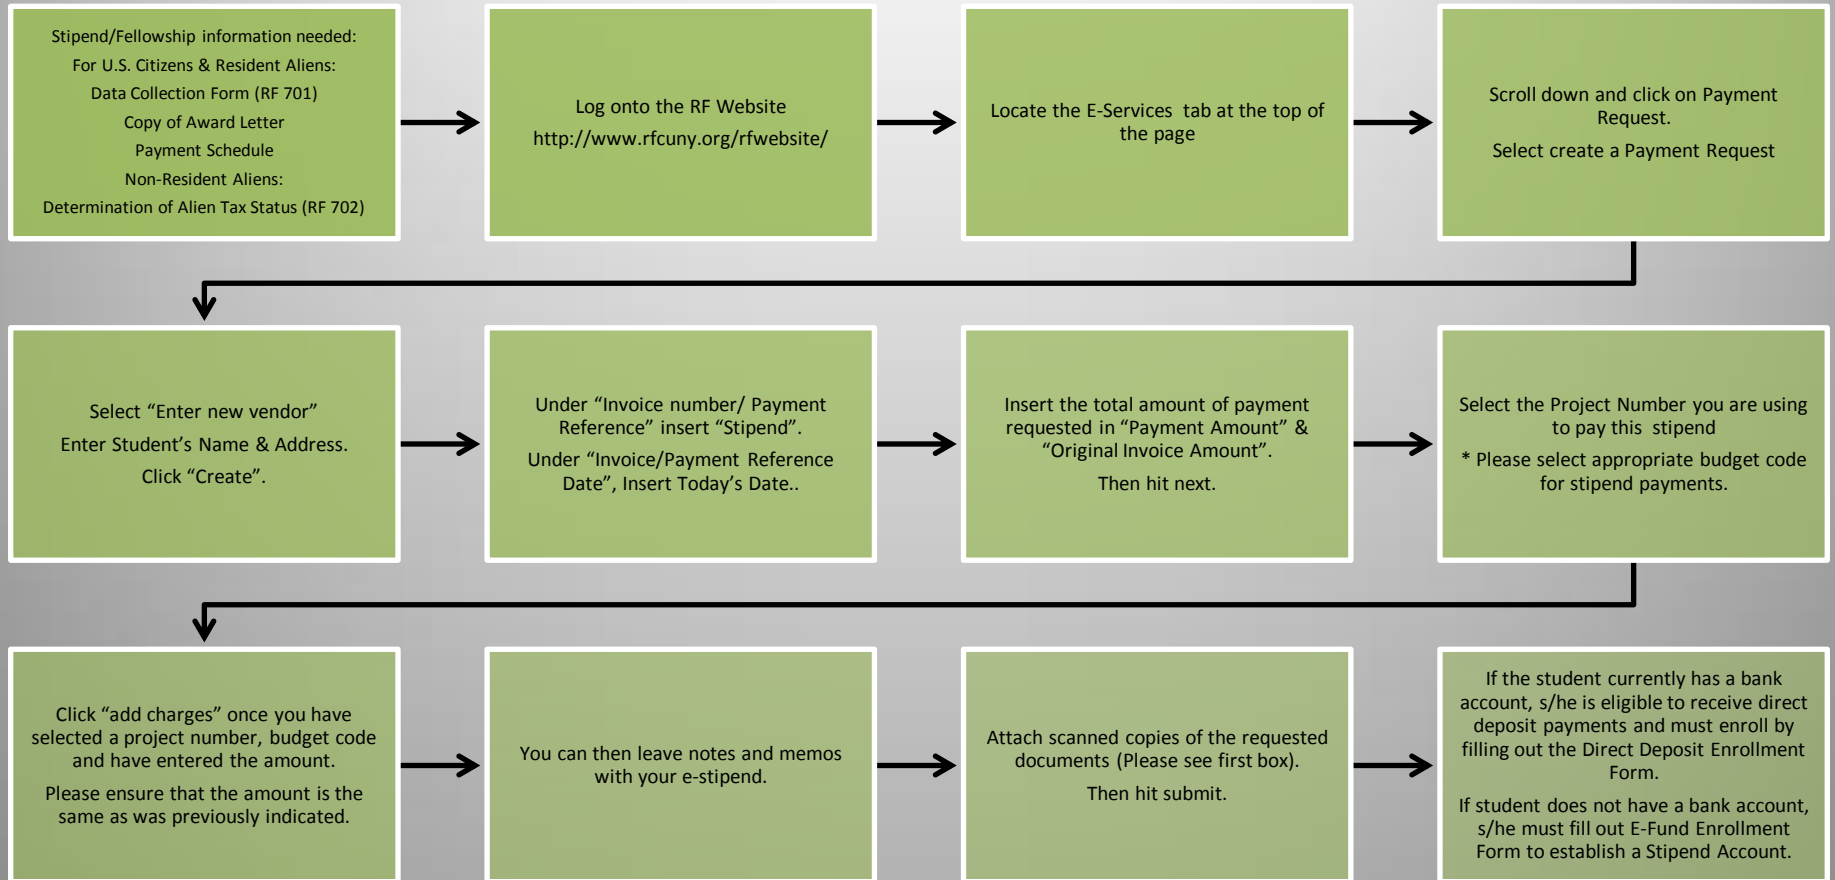 Stipend/Fellowship information needed:
For U.S. Citizens & Resident Aliens:
Data Collection Form (RF 701)
Copy of Award Letter
Payment Schedule
Non-Resident Aliens:
Determination of Alien Tax Status (RF 702)
Log onto the RF Website
http://www.rfcuny.org/rfwebsite/
Locate the E-Services tab at the top of
the page
Scroll down and click on Payment
Request.
Select create a Payment Request
Select “Enter new vendor”
Enter Student’s Name & Address.
Click “Create”.
Under “Invoice number/ Payment
Reference” insert “Stipend”.
Under “Invoice/Payment Reference
Date”, Insert Today’s Date..
Insert the total amount of payment
requested in “Payment Amount” &
“Original Invoice Amount”.
Then hit next.
Select the Project Number you are using
to pay this stipend
* Please select appropriate budget code
for stipend payments.
Click “add charges” once you have
selected a project number, budget code
and have entered the amount.
Please ensure that the amount is the
same as was previously indicated.
You can then leave notes and memos
with your e-stipend.
Attach scanned copies of the requested
documents (Please see first box).
Then hit submit.
If the student currently has a bank
account, s/he is eligible to receive direct
deposit payments and must enroll by
filling out the Direct Deposit Enrollment
Form.
If student does not have a bank account,
s/he must fill out E-Fund Enrollment
Form to establish a Stipend Account.